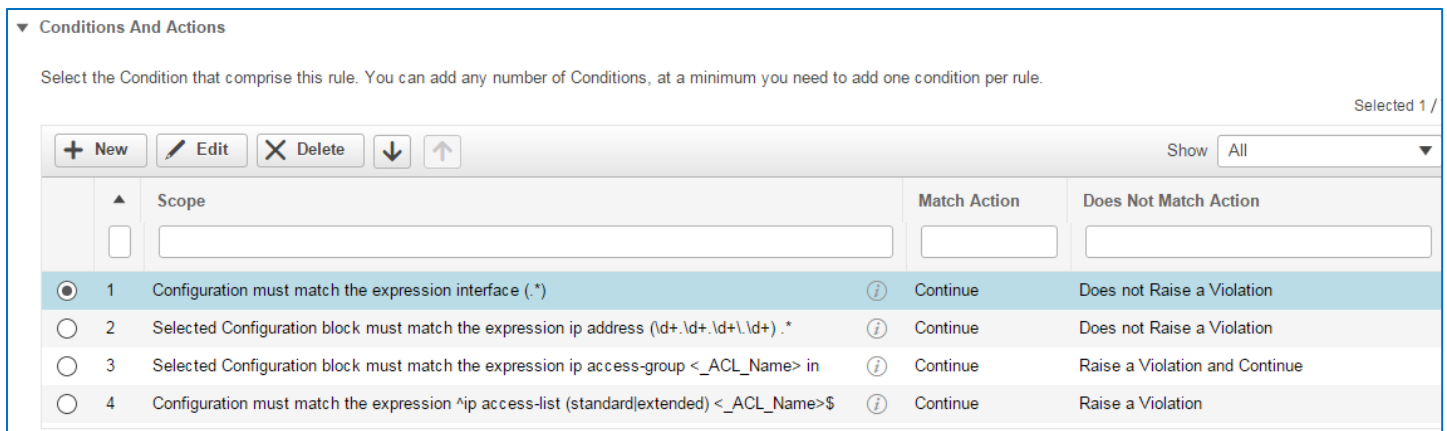 Conditions And Actions
Select the Condition that comprise this rule. You can add any number of Conditions, at a minimum you need to add one condition per rule.
Selected 1 /
New Edit Delete Show All
Scope Match Action Does Not Match Action
1 Configuration must match the expression interface (.*) i Continue Does not Raise a Violation
2 Selected Configuration block must match the expression ip address (\d+.\d+.\d+\.\d+) .* i Continue Does not Raise a Violation
3 Selected Configuration block must match the expression ip access-group <_ACL_Name> in i Continue Raise a Violation and Continue
4 Configuration must match the expression ^ip access-list (standard|extended) <_ACL_Name>$ i Continue Raise a Violation